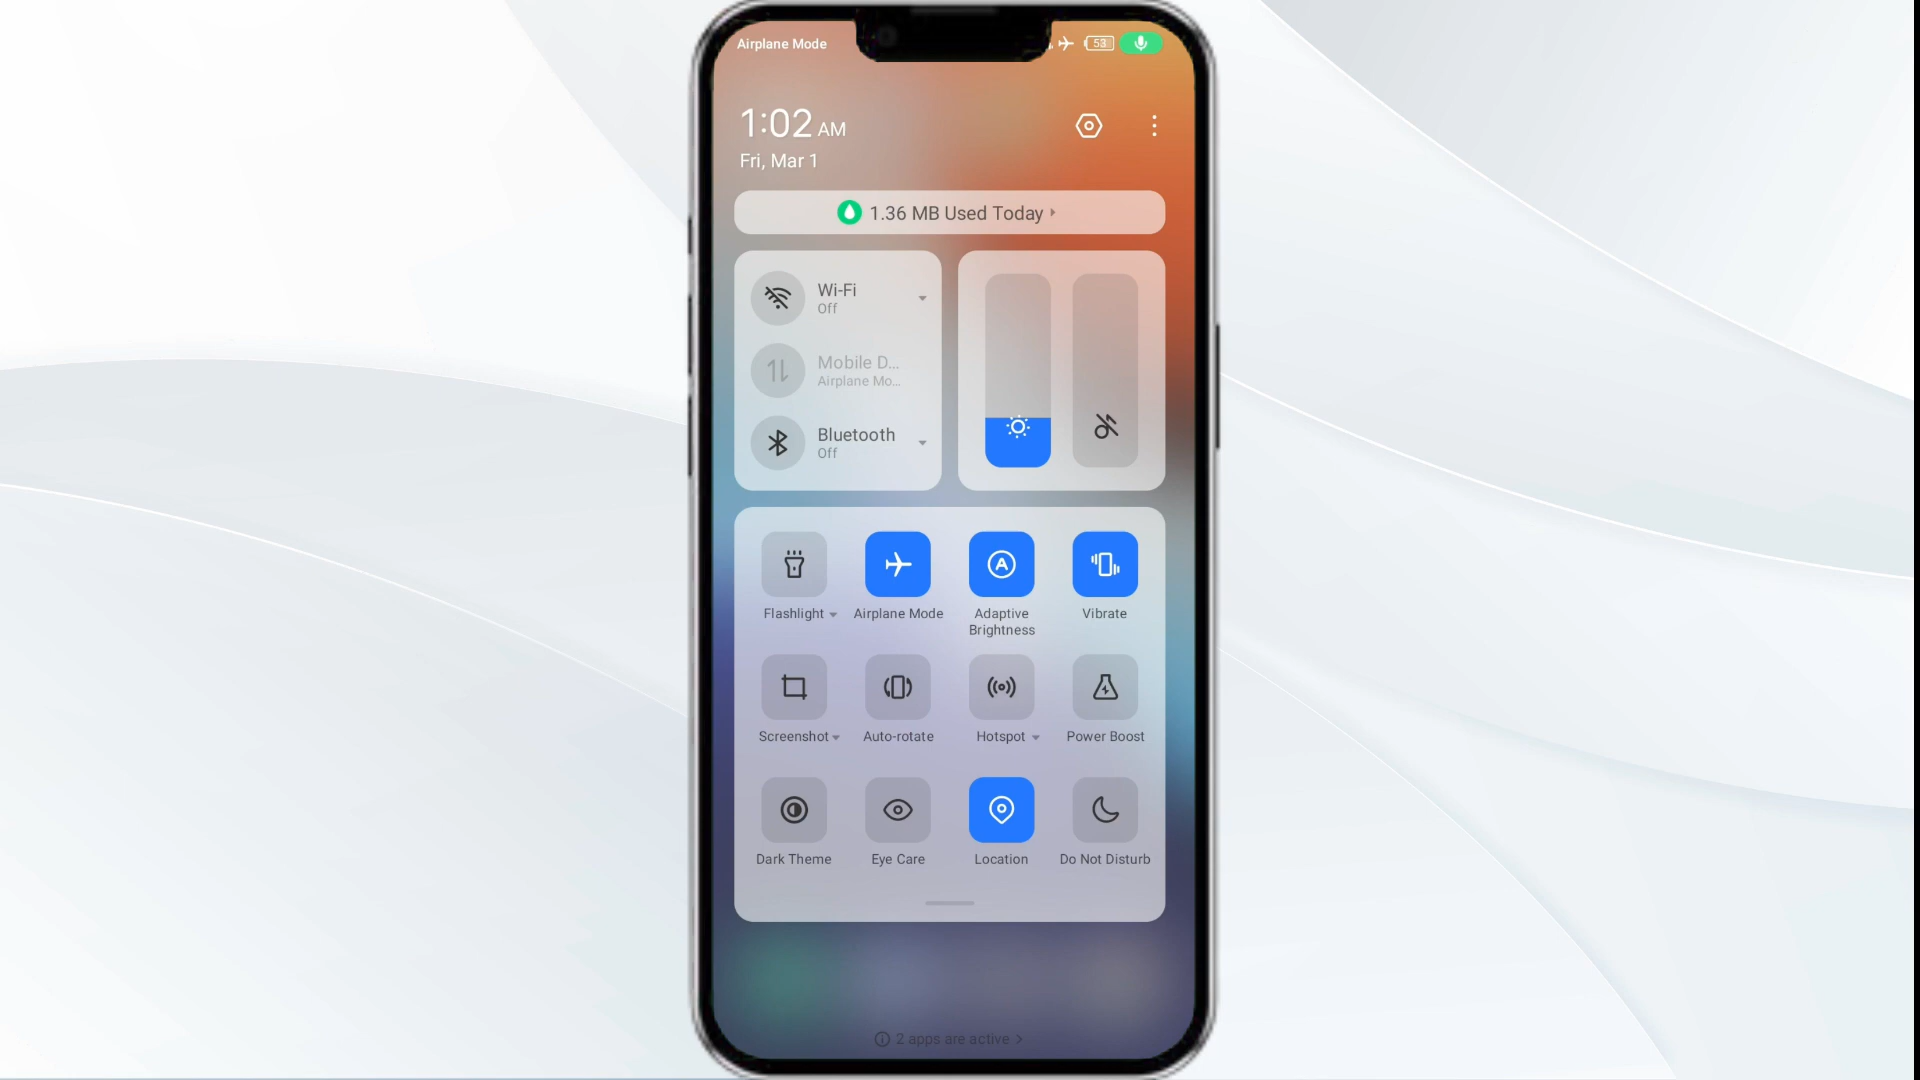 Airplane Mode
53
1:02 AM
Fri, Mar 1
1.36 MB Used Today
Wi-Fi
Off
Mobile D...
Airplane Mo...
Bluetooth
Off
Flashlight
Airplane Mode
Adaptive
Brightness
Vibrate
Screenshot
Auto-rotate
Hotspot
Power Boost
Dark Theme
Eye Care
Location
Do Not Disturb
2 apps are active